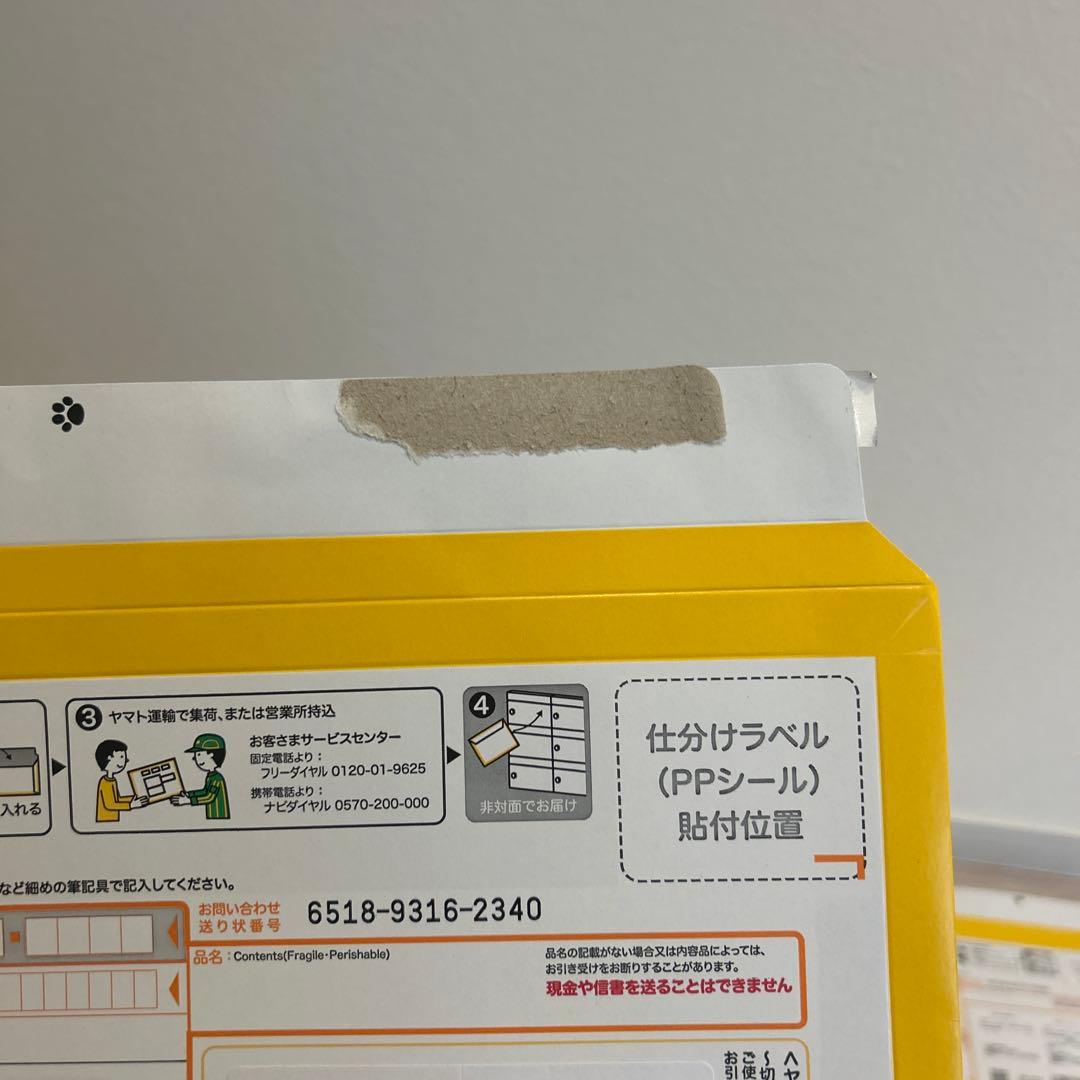 3 ヤマト運輸で集荷、または営業所持込
お客さまサービスセンター
固定電話より：
フリーダイヤル 0120-01-9625
携帯電話より：
ナビダイヤル 0570-200-000
入れる
4
非対面でお届け
仕分けラベル
（PPシール）
貼付位置
など細めの筆記具で記入してください。
お問い合わせ
送り状番号
6518-9316-2340
品名：Contents(Fragile・Perishable)
品名の記載がない場合又は内容品によっては、
お引き受けをお断りすることがあります。
現金や信書を送ることはできません
ヘヤ
〜切
ご使
お引